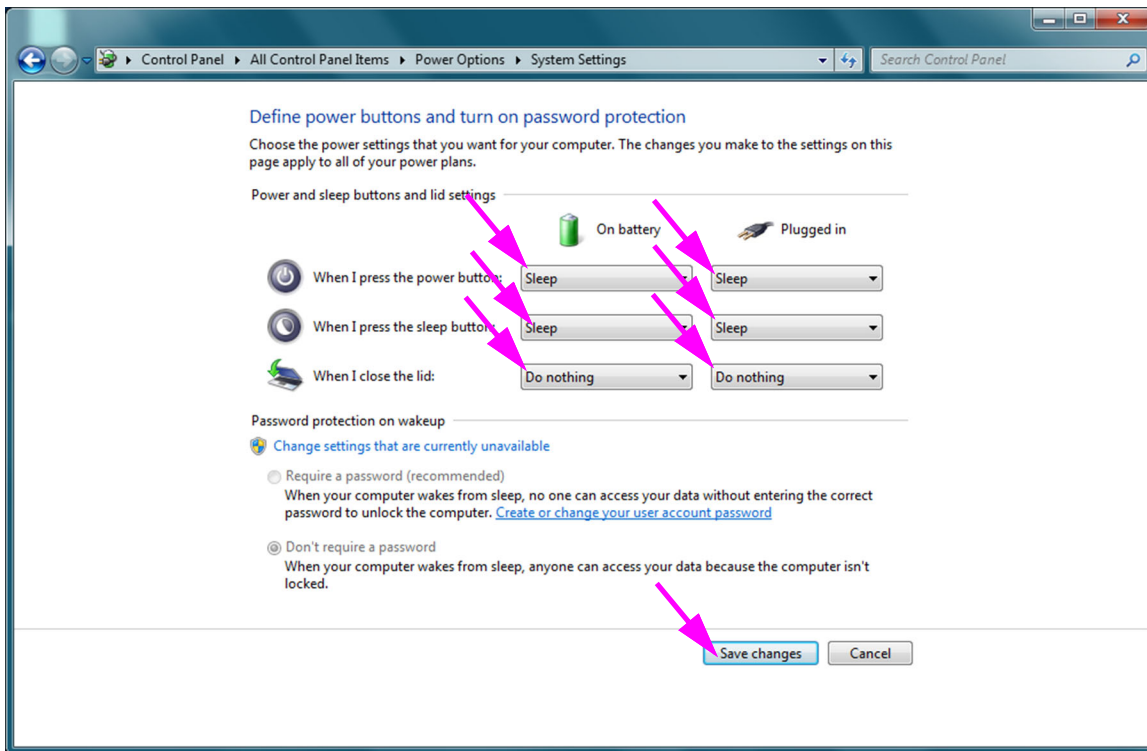 Control Panel All Control Panel Items Power Options System Settings Search Control Panel
Define power buttons and turn on password protection
Choose the power settings that you want for your computer. The changes you make to the settings on this
page apply to all of your power plans.
Power and sleep buttons and lid settings
On battery Plugged in
When I press the power button: Sleep Sleep
When I press the sleep button: Sleep Sleep
When I close the lid: Do nothing Do nothing
Password protection on wakeup
Change settings that are currently unavailable
Require a password (recommended)
When your computer wakes from sleep, no one can access your data without entering the correct
password to unlock the computer. Create or change your user account password
Don't require a password
When your computer wakes from sleep, anyone can access your data because the computer isn't
locked.
Save changes Cancel